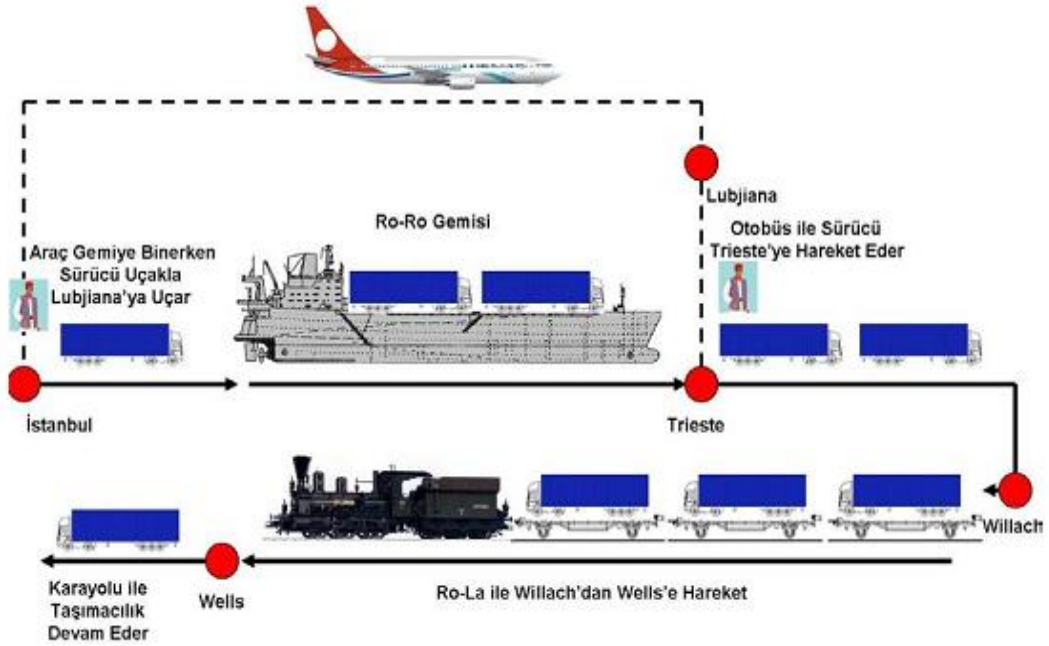 Lubjiana
Ro-Ro Gemisi
Otobüs ile Sürücü
Trieste'ye Hareket Eder
Araç Gemiye Binerken
Sürücü Uçakla
Lubjiana'ya Uçar
İstanbul
Trieste
Willach
Wells
Ro-La ile Willach'dan Wells'e Hareket
Karayolu ile
Taşımacılık
Devam Eder